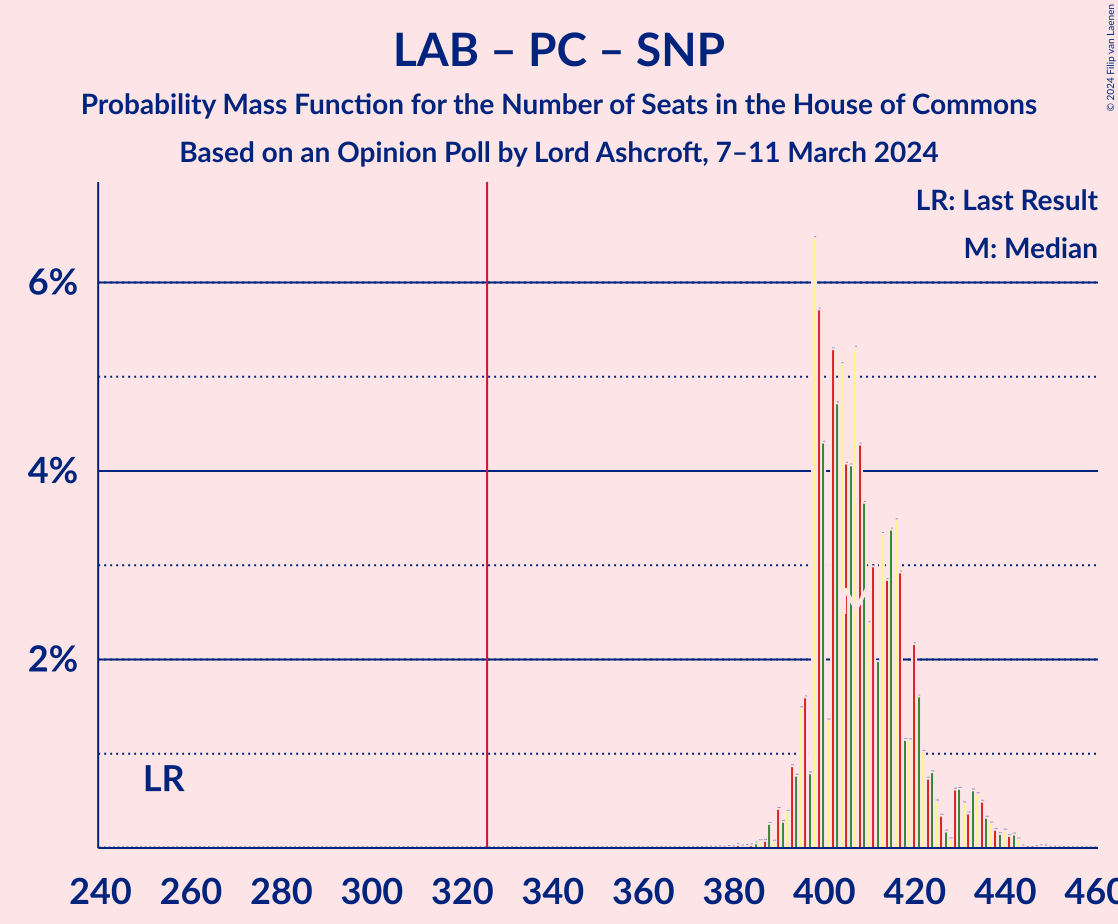 LAB – PC – SNP
Probability Mass Function for the Number of Seats in the House of Commons
Based on an Opinion Poll by Lord Ashcroft, 7–11 March 2024
© 2024 Filip van Laenen
LR: Last Result
M: Median
6%
4%
2%
LR
M
240 260 280 300 320 340 360 380 400 420 440 460